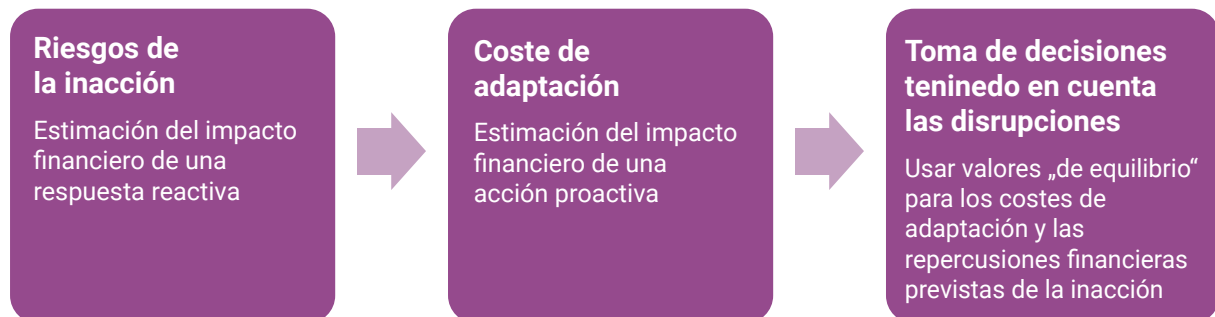 Riesgos de
la inacción
Estimación del impacto
financiero de una
respuesta reactiva
Coste de
adaptación
Estimación del impacto
financiero de una
acción proactiva
Toma de decisiones
teninedo en cuenta
las disrupciones
Usar valores „de equilibrio“
para los costes de
adaptación y las
repercusiones financieras
previstas de la inacción